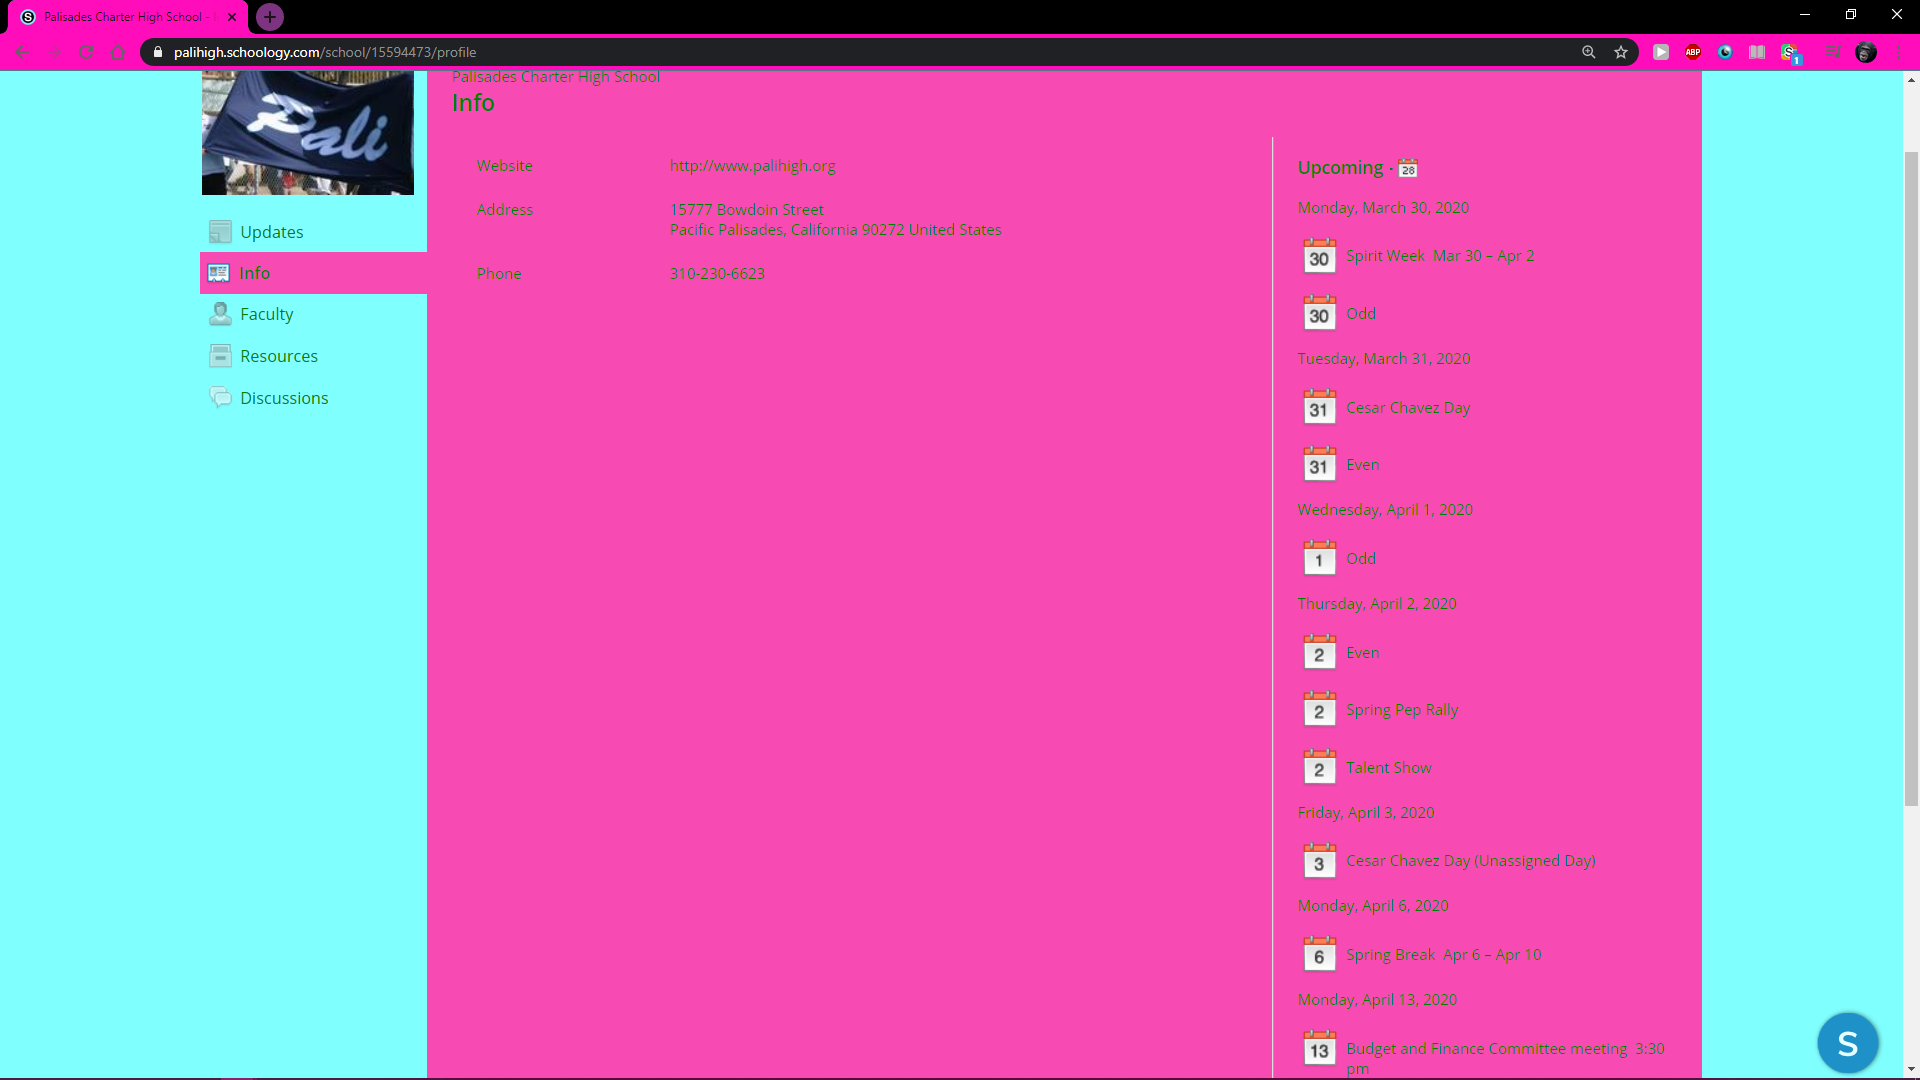 Palisades Charter High School -
palihigh.schoology.com/school/15594473/profile
ABP
S
1
Pali
Updates
Info
Faculty
Resources
Discussions
Palisades Charter High School
Info
Website http://www.palihigh.org
Address 15777 Bowdoin Street
Pacific Palisades, California 90272 United States
Phone 310-230-6623
Upcoming · 28
Monday, March 30, 2020
30 Spirit Week Mar 30 – Apr 2
30 Odd
Tuesday, March 31, 2020
31 Cesar Chavez Day
31 Even
Wednesday, April 1, 2020
1 Odd
Thursday, April 2, 2020
2 Even
2 Spring Pep Rally
2 Talent Show
Friday, April 3, 2020
3 Cesar Chavez Day (Unassigned Day)
Monday, April 6, 2020
6 Spring Break Apr 6 – Apr 10
Monday, April 13, 2020
13 Budget and Finance Committee meeting 3:30
pm
S